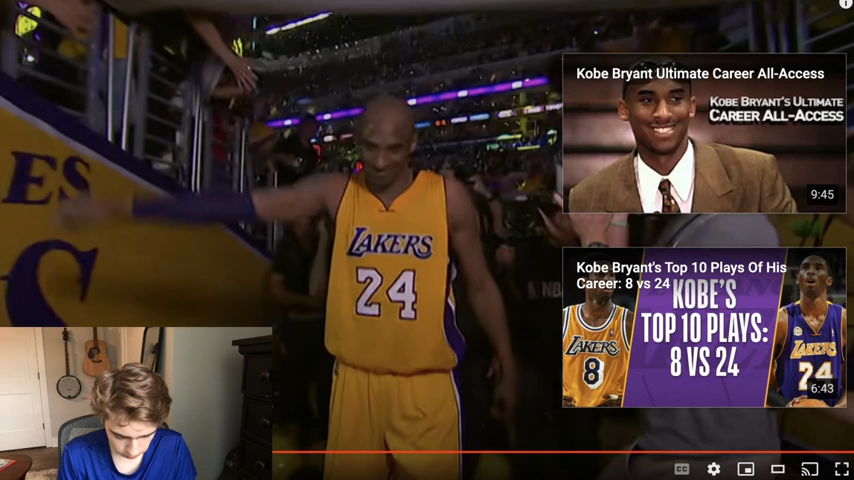 ES
S
LAKERS
24
NBA
Kobe Bryant Ultimate Career All-Access
KOBE BRYANT'S ULTIMATE
CAREER ALL-ACCESS
9:45
Kobe Bryant's Top 10 Plays Of His
Career: 8 vs 24
KOBE'S
TOP 10 PLAYS:
8 VS 24
LAKERS
8
LAKERS
24
6:43
CC